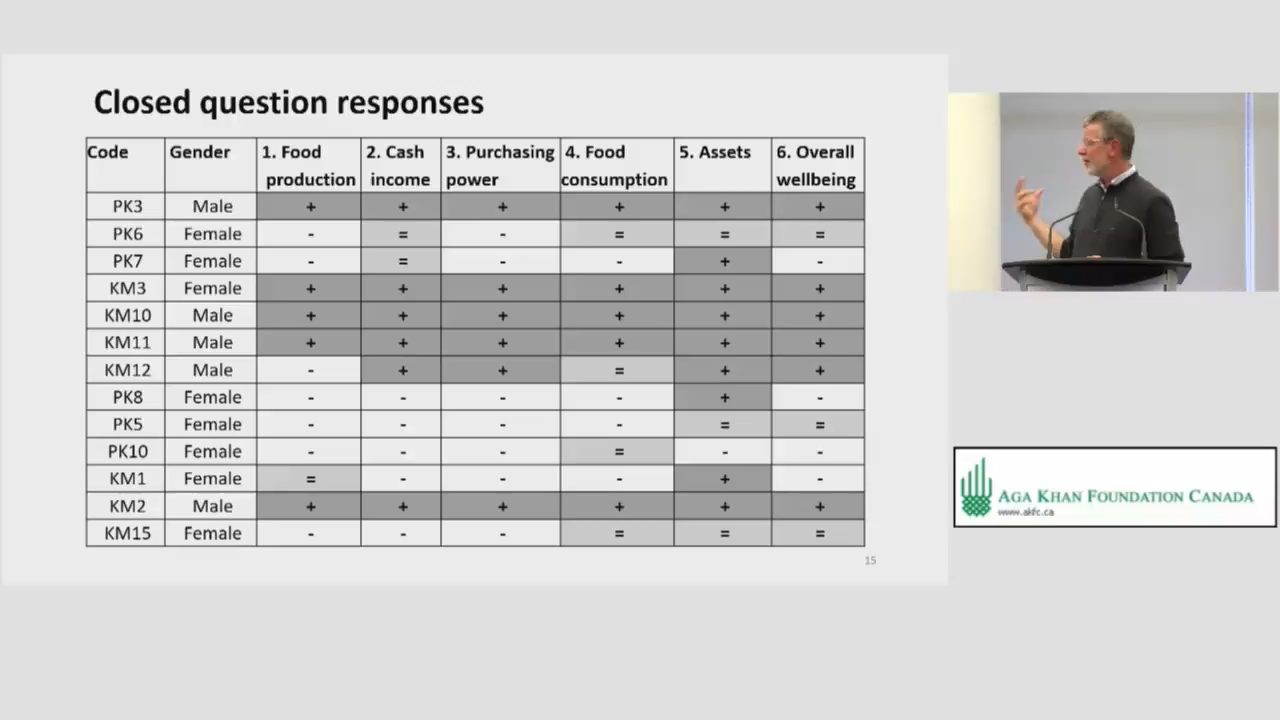 Closed question responses
Code Gender 1. Food production 2. Cash income 3. Purchasing power 4. Food consumption 5. Assets 6. Overall wellbeing
PK3 Male + + + + + +
PK6 Female - = - = = =
PK7 Female - = - - + -
KM3 Female + + + + + +
KM10 Male + + + + + +
KM11 Male + + + + + +
KM12 Male - + + = + +
PK8 Female - - - - + -
PK5 Female - - - - = =
PK10 Female - - - = - -
KM1 Female = - - - + -
KM2 Male + + + + + +
KM15 Female - - - = = =
15
AGA KHAN FOUNDATION CANADA
www.akfc.ca